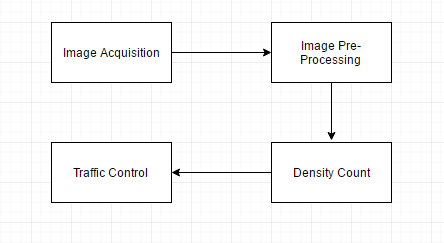 Image Acquisition
Image Pre-
Processing
Traffic Control
Density Count